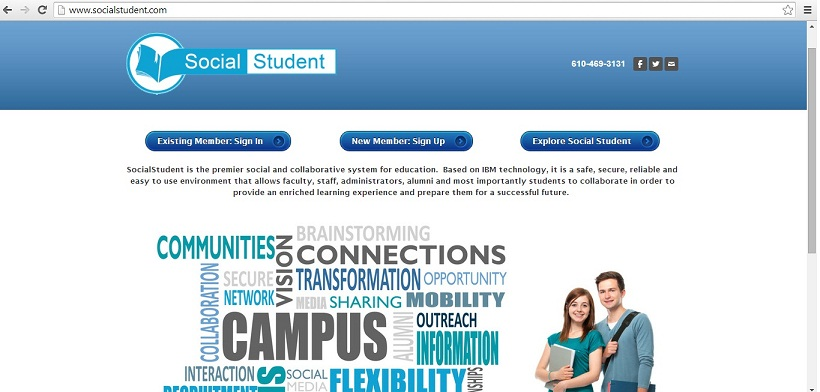 www.socialstudent.com
Social Student
610-469-3131
Existing Member: Sign In
New Member: Sign Up
Explore Social Student
SocialStudent is the premier social and collaborative system for education. Based on IBM technology, it is a safe, secure, reliable and
easy to use environment that allows faculty, staff, administrators, alumni and most importantly students to collaborate in order to
provide an enriched learning experience and prepare them for a successful future.
BRAINSTORMING
COMMUNITIES
VISION
CONNECTIONS
COLLABORATION
SECURE
TRANSFORMATION
OPPORTUNITY
NETWORK
MEDIA
SHARING
MOBILITY
CAMPUS
ALUMNI
OUTREACH
INFORMATION
INTERACTION
SOCIAL
MEDIA
FLEXIBILITY
RECRUITMENT